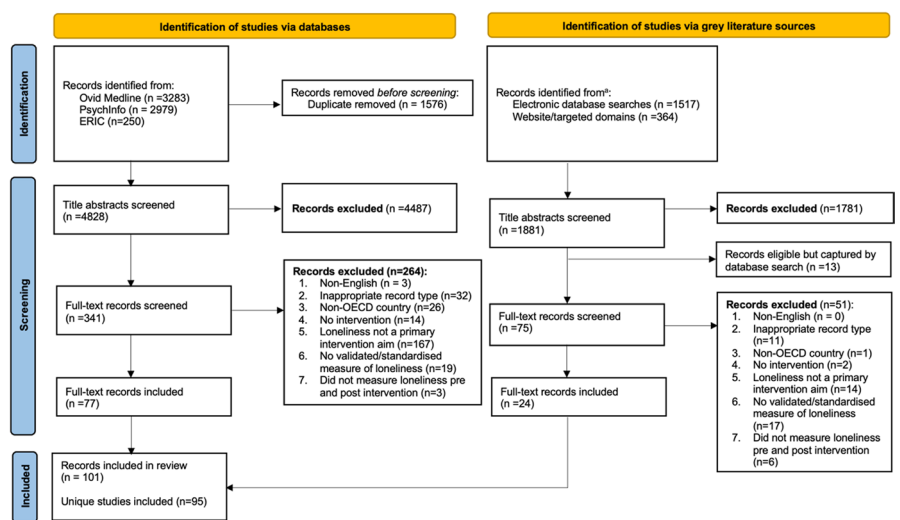 Identification of studies via databases
Identification of studies via grey literature sources
Identification
Records identified from:
Ovid Medline (n =3283)
PsychInfo (n = 2979)
ERIC (n=250)
Records removed before screening:
Duplicate removed (n = 1576)
Records identified fromᵃ:
Electronic database searches (n =1517)
Website/targeted domains (n =364)
Screening
Title abstracts screened
(n =4828)
Records excluded (n=4487)
Title abstracts screened
(n =1881)
Records excluded (n=1781)
Records eligible but captured by
database search (n =13)
Full-text records screened
(n =341)
Records excluded (n=264):
1. Non-English (n = 3)
2. Inappropriate record type (n=32)
3. Non-OECD country (n=26)
4. No intervention (n=14)
5. Loneliness not a primary
intervention aim (n=167)
6. No validated/standardised
measure of loneliness (n=19)
7. Did not measure loneliness pre
and post intervention (n=3)
Full-text records screened
(n =75)
Records excluded (n=51):
1. Non-English (n = 0)
2. Inappropriate record type
(n=11)
3. Non-OECD country (n=1)
4. No intervention (n=2)
5. Loneliness not a primary
intervention aim (n=14)
6. No validated/standardised
measure of loneliness
(n=17)
7. Did not measure loneliness
pre and post intervention
(n=6)
Full-text records included
(n =77)
Full-text records included
(n =24)
Included
Records included in review
(n = 101)
Unique studies included (n=95)